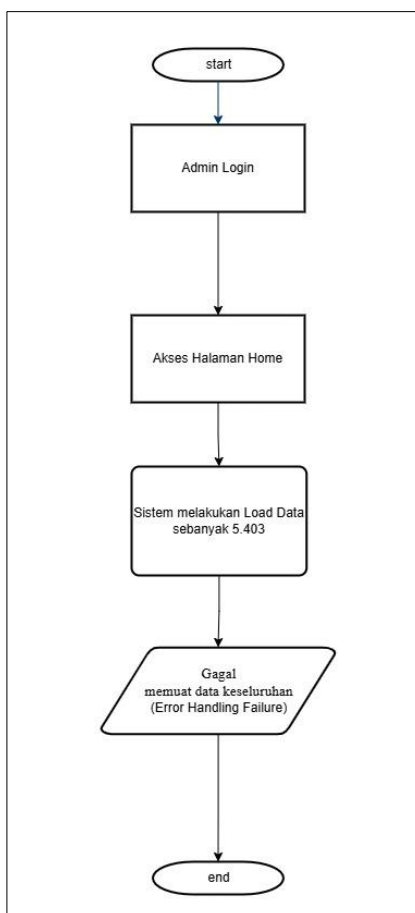 start
Admin Login
Akses Halaman Home
Sistem melakukan Load Data
sebanyak 5.403
Gagal
memuat data keseluruhan
(Error Handling Failure)
end